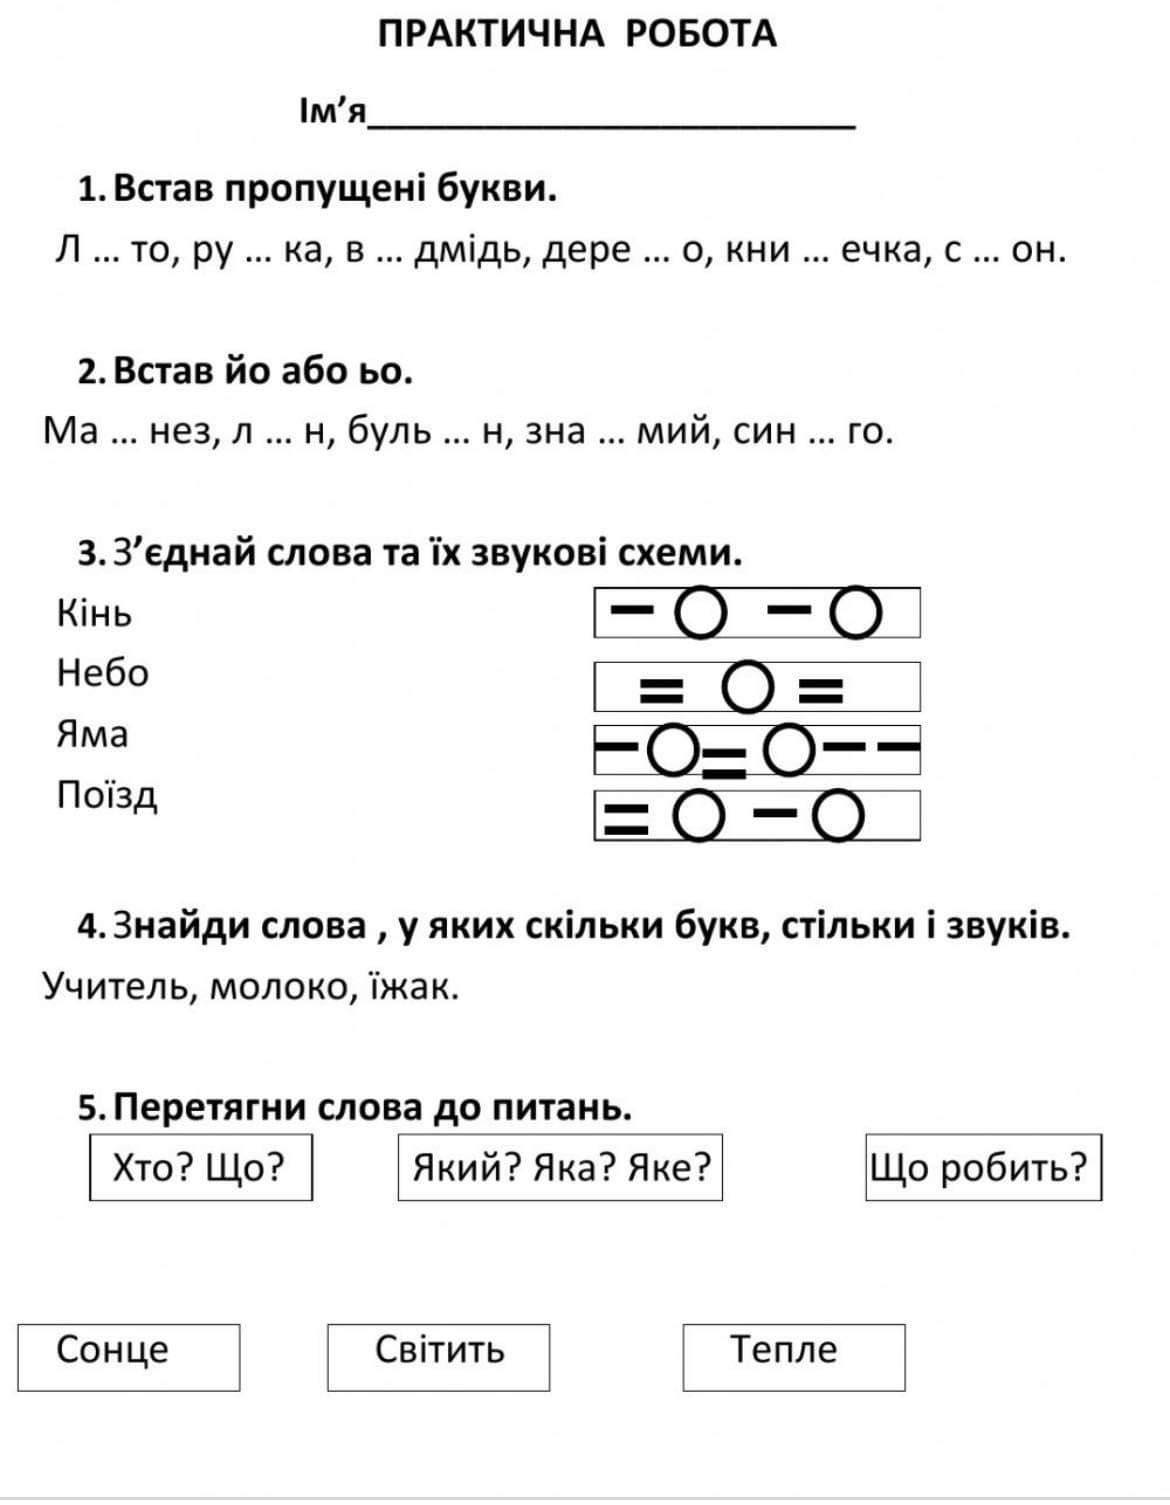 ПРАКТИЧНА РОБОТА
Ім’я_________________________
1. Встав пропущені букви.
Л ... то, ру ... ка, в ... дмідь, дере ... о, кни ... ечка, с ... он.
2. Встав йо або ьо.
Ма ... нез, л ... н, буль ... н, зна ... мий, син ... го.
3. З’єднай слова та їх звукові схеми.
Кінь
Небо
Яма
Поїзд
4. Знайди слова , у яких скільки букв, стільки і звуків.
Учитель, молоко, їжак.
5. Перетягни слова до питань.
Хто? Що? Який? Яка? Яке? Що робить?
Сонце Світить Тепле